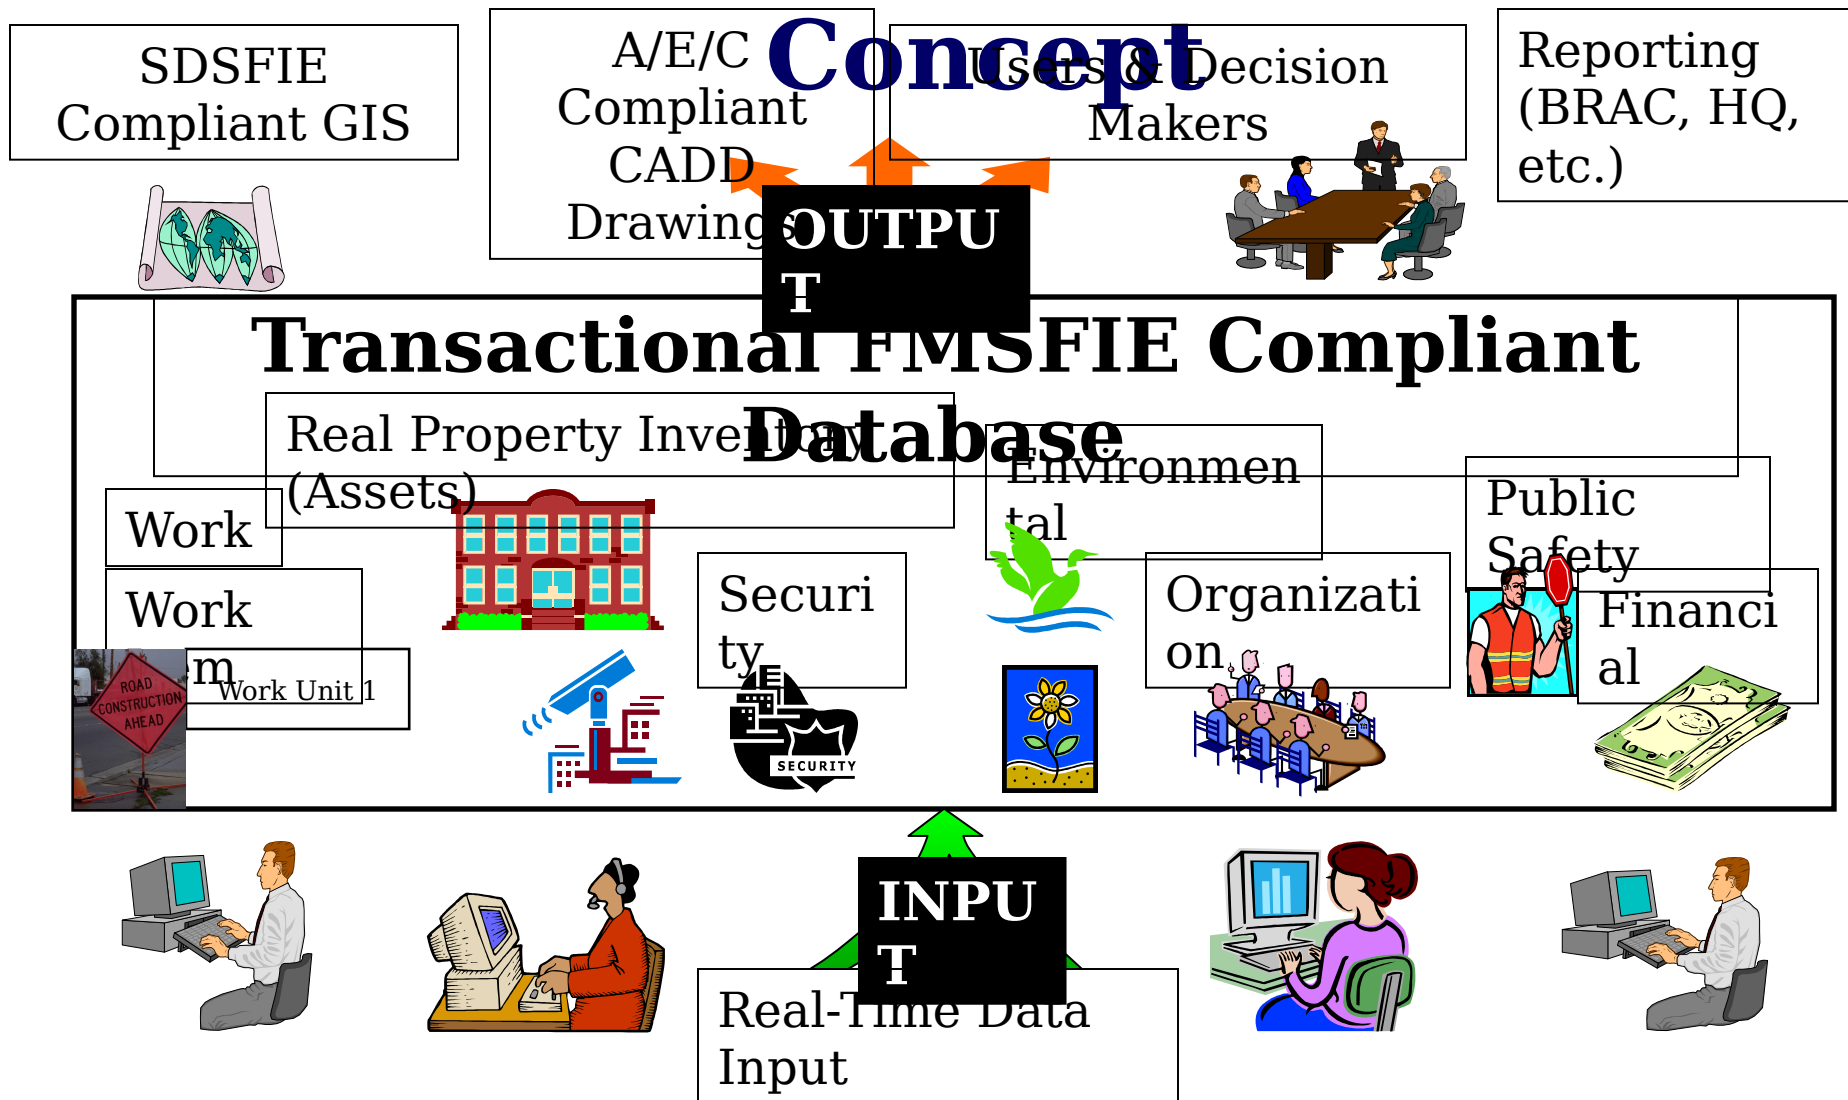 Concept
SDSFIE
Compliant GIS
A/E/C
Compliant
CADD
Drawings
Users & Decision
Makers
Reporting
(BRAC, HQ,
etc.)
OUTPU
T
Transactional FMSFIE Compliant
Database
Real Property Inventory
(Assets)
Environmen
tal
Public
Safety
Work
Work
em
Work Unit 1
ROAD
CONSTRUCTION
AHEAD
Securi
ty
SECURITY
Organizati
on
Financi
al
INPU
T
Real-Time Data
Input